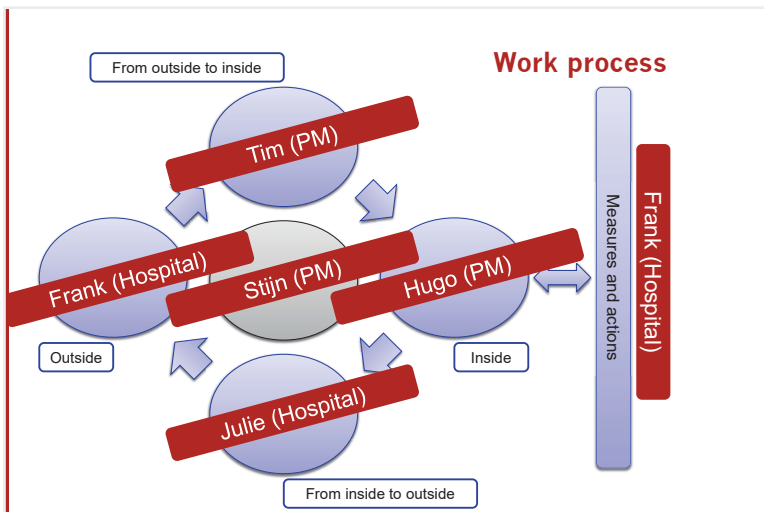 Work process
From outside to inside
Tim (PM)
Frank (Hospital)
Stijn (PM)
Hugo (PM)
Measures and actions
Frank (Hospital)
Outside
Inside
Julie (Hospital)
From inside to outside